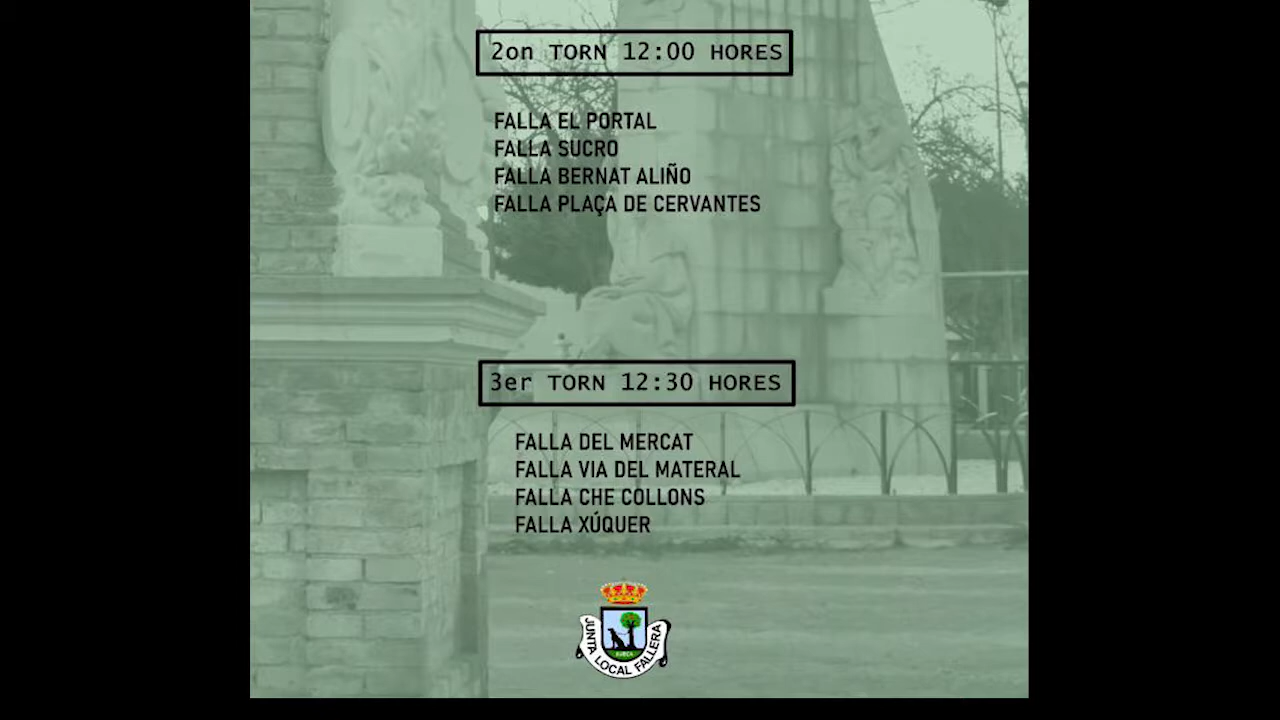 2on TORN 12:00 HORES
FALLA EL PORTAL
FALLA SUCRO
FALLA BERNAT ALIÑO
FALLA PLAÇA DE CERVANTES
3er TORN 12:30 HORES
FALLA DEL MERCAT
FALLA VIA DEL MATERAL
FALLA CHE COLLONS
FALLA XÚQUER
JUNTA LOCAL FALLERA